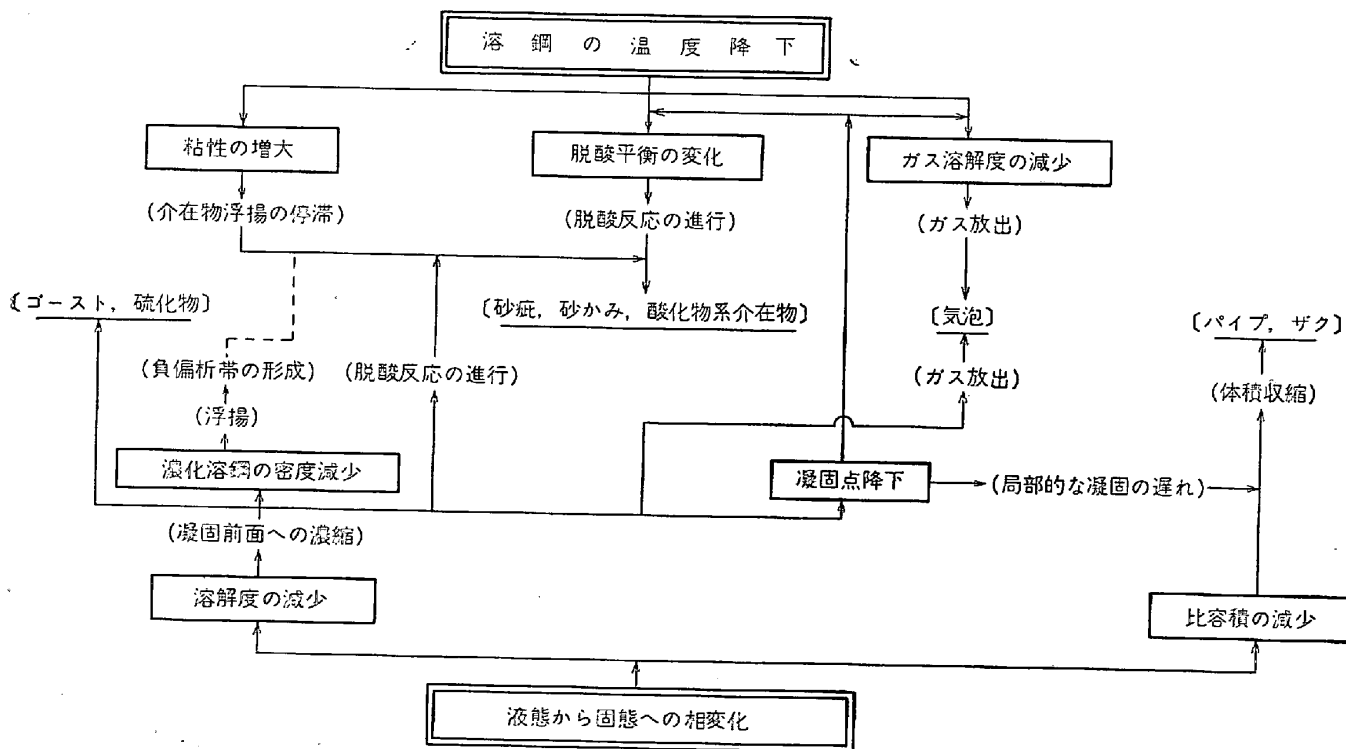 溶鋼の温度降下
粘性の増大
脱酸平衡の変化
ガス溶解度の減少
(介在物浮揚の停滞)
(脱酸反応の進行)
(ガス放出)
〔ゴースト，硫化物〕
〔砂疵，砂かみ，酸化物系介在物〕
〔気泡〕
〔パイプ，ザク〕
(負偏析帯の形成)
(脱酸反応の進行)
(ガス放出)
(体積収縮)
(浮揚)
濃化溶鋼の密度減少
凝固点降下
(局部的な凝固の遅れ)
(凝固前面への濃縮)
溶解度の減少
比容積の減少
液態から固態への相変化